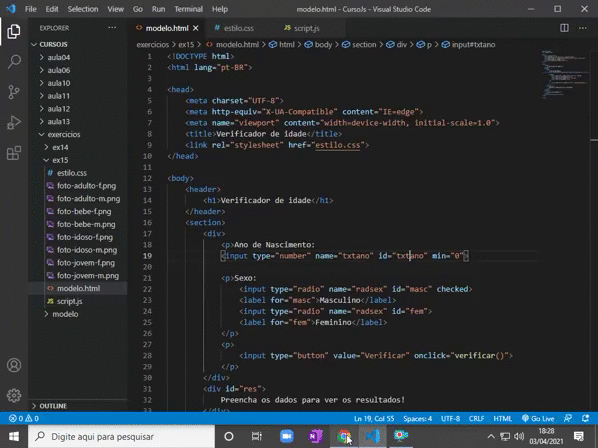 File Edit Selection View Go Run Terminal Help
modelo.html - CursoJs - Visual Studio Code
EXPLORER
modelo.html
estilo.css
script.js
exercicios > ex15 > modelo.html > html > body > section > div > p > input#txtano
CURSOJS
aula04
aula06
aula10
aula11
aula12
aula13
exercicios
ex14
ex15
estilo.css
foto-adulto-f.png
foto-adulto-m.png
foto-bebe-f.png
foto-bebe-m.png
foto-idoso-f.png
foto-idoso-m.png
foto-jovem-f.png
foto-jovem-m.png
modelo.html
script.js
modelo
OUTLINE
1 <!DOCTYPE html>
2 <html lang="pt-BR">
3
4 <head>
5 <meta charset="UTF-8">
6 <meta http-equiv="X-UA-Compatible" content="IE=edge">
7 <meta name="viewport" content="width=device-width, initial-scale=1.0">
8 <title>Verificador de idade</title>
9 <link rel="stylesheet" href="estilo.css">
10 </head>
11
12 <body>
13 <header>
14 <h1>Verificador de idade</h1>
15 </header>
16 <section>
17 <div>
18 <p>Ano de Nascimento:
19 <input type="number" name="txtano" id="txtano" min="0">
20
21 <p>Sexo:
22 <input type="radio" name="radsex" id="masc" checked>
23 <label for="masc">Masculino</label>
24 <input type="radio" name="radsex" id="fem">
25 <label for="fem">Feminino</label>
26 </p>
27 <p>
28 <input type="button" value="Verificar" onclick="verificar()">
29 </p>
30 </div>
31 <div id="res">
32 Preencha os dados para ver os resultados!
33 </div>
0 0
Ln 19, Col 55 Spaces: 4 UTF-8 CRLF HTML Go Live
Digite aqui para pesquisar
18:28
03/04/2021